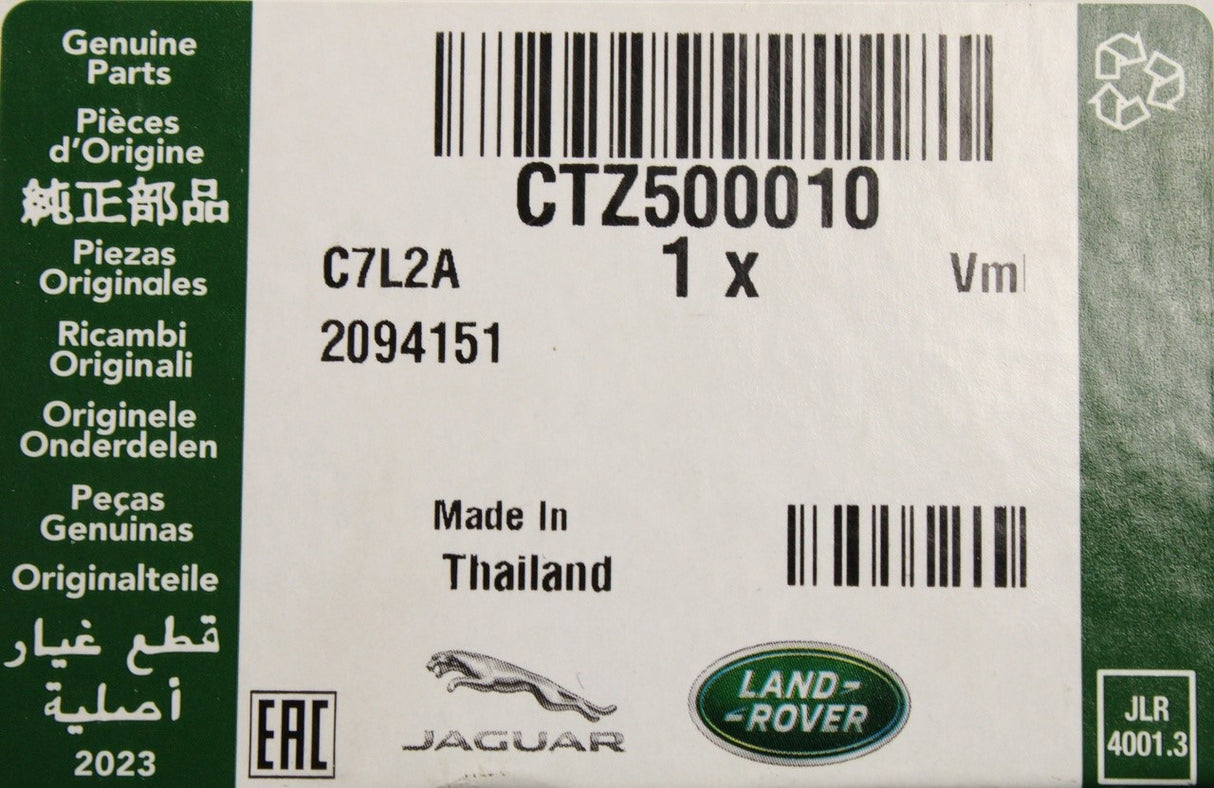 Genuine
Parts
Pièces
d'Origine
純正部品
Piezas
Originales
Ricambi
Originali
Originele
Onderdelen
Peças
Genuinas
Originalteile
قطع غيار
أصلية
2023
CTZ500010
1 x
C7L2A
Vm
2094151
Made In
Thailand
EAC
JAGUAR
LAND-
-ROVER
JLR
4001.3